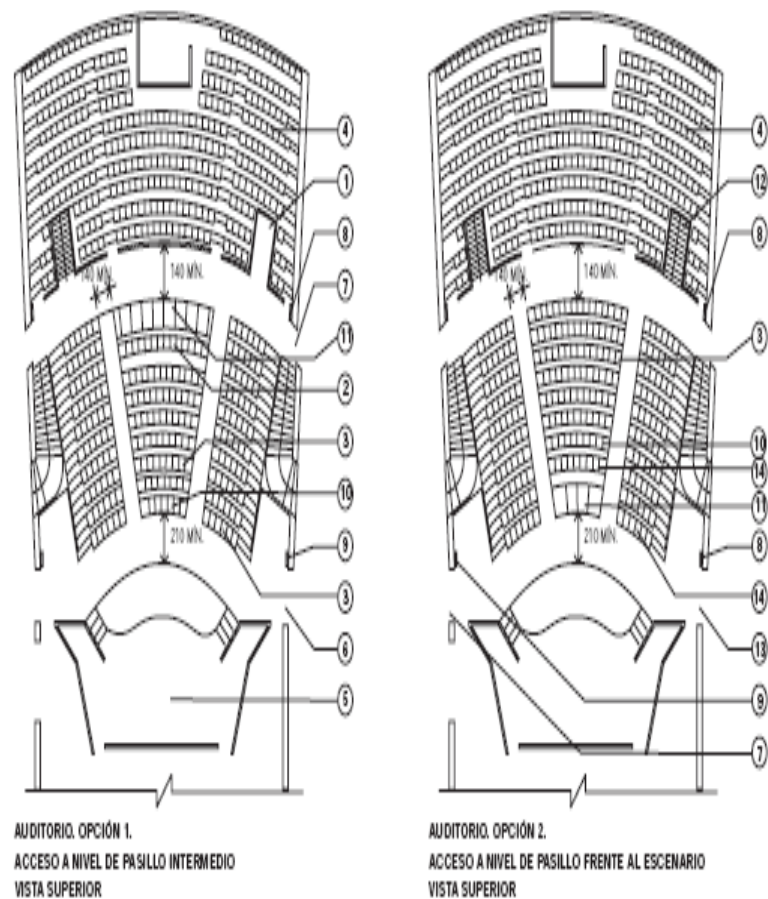 4
1
8
7
140 MÍN.
140 MÍN.
11
2
3
10
210 MÍN.
9
3
6
5
AUDITORIO. OPCIÓN 1.
ACCESO A NIVEL DE PASILLO INTERMEDIO
VISTA SUPERIOR
4
12
8
140 MÍN.
140 MÍN.
3
10
14
11
210 MÍN.
8
14
13
9
7
AUDITORIO. OPCIÓN 2.
ACCESO A NIVEL DE PASILLO FRENTE AL ESCENARIO
VISTA SUPERIOR